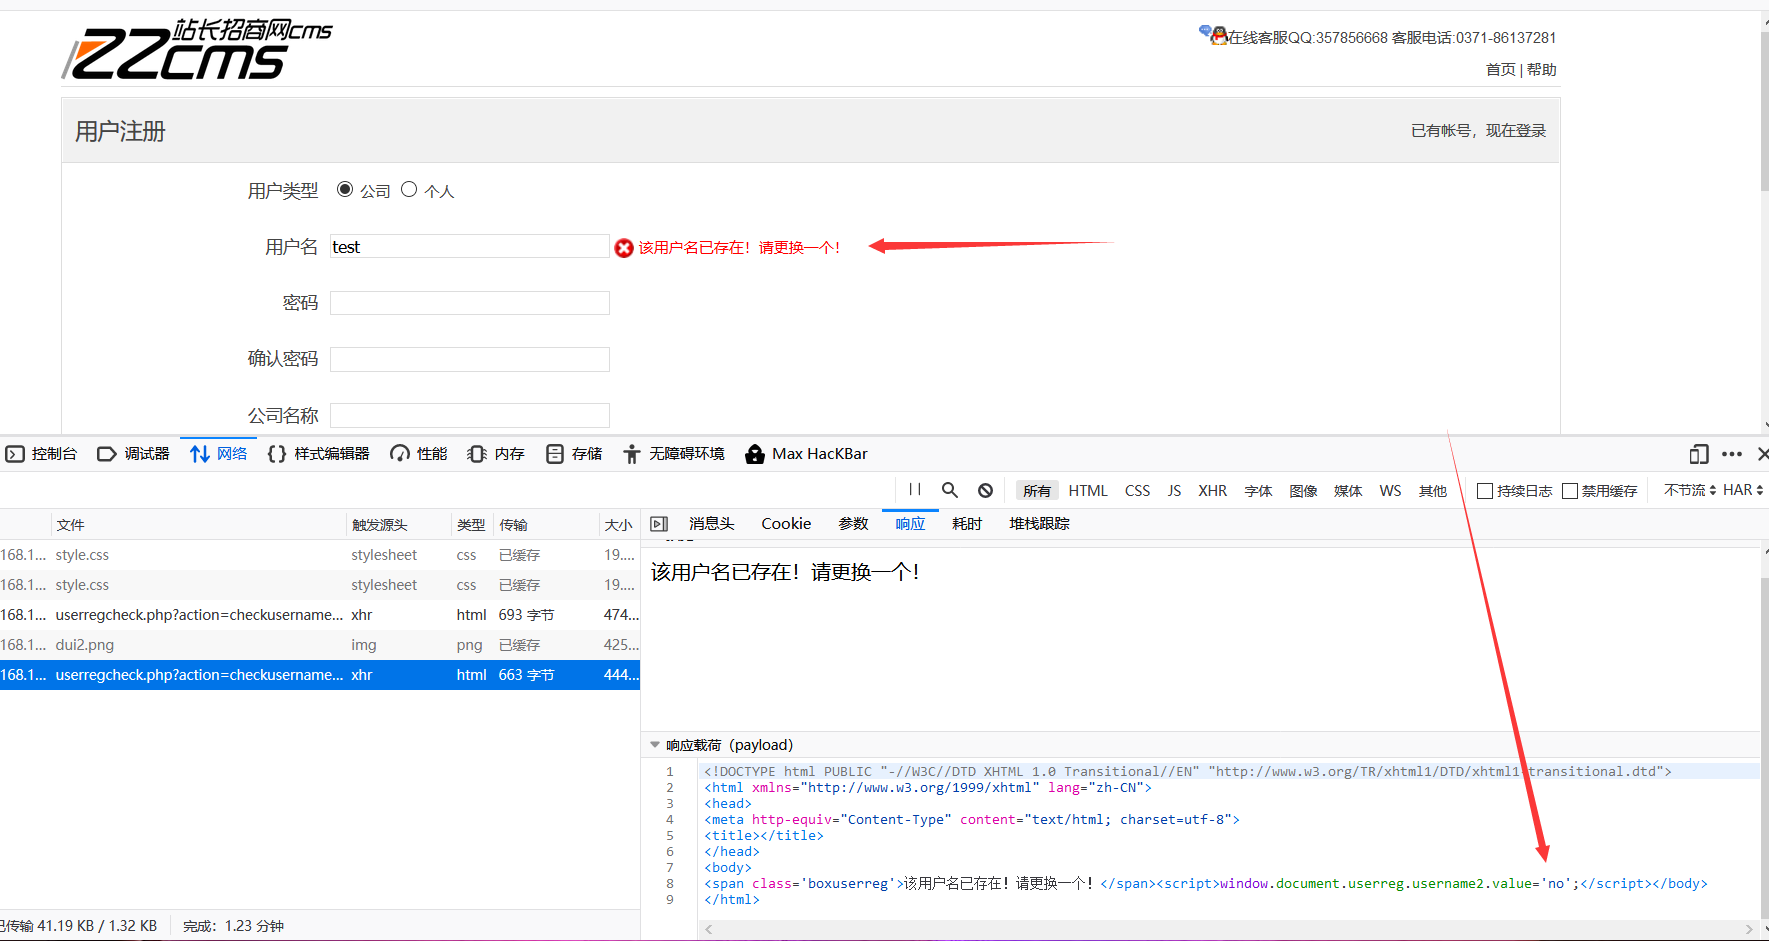 站长招商网cms
ZZcms
在线客服QQ:357856668 客服电话:0371-86137281
首页 | 帮助
用户注册
已有帐号，现在登录
用户类型 公司 个人
用户名 test 该用户名已存在！请更换一个！
密码
确认密码
公司名称
控制台 调试器 网络 样式编辑器 性能 内存 存储 无障碍环境 Max HacKBar
所有 HTML CSS JS XHR 字体 图像 媒体 WS 其他 持续日志 禁用缓存 不节流 HAR
文件 触发源头 类型 传输 大小
消息头 Cookie 参数 响应 耗时 堆栈跟踪
168.1... style.css stylesheet css 已缓存 19....
168.1... style.css stylesheet css 已缓存 19....
168.1... userregcheck.php?action=checkusername... xhr html 693 字节 474...
168.1... dui2.png img png 已缓存 425...
168.1... userregcheck.php?action=checkusername... xhr html 663 字节 444...
该用户名已存在！请更换一个！
响应载荷（payload）
1 <!DOCTYPE html PUBLIC "-//W3C//DTD XHTML 1.0 Transitional//EN" "http://www.w3.org/TR/xhtml1/DTD/xhtml1-transitional.dtd">
2 <html xmlns="http://www.w3.org/1999/xhtml" lang="zh-CN">
3 <head>
4 <meta http-equiv="Content-Type" content="text/html; charset=utf-8">
5 <title></title>
6 </head>
7 <body>
8 <span class='boxuserreg'>该用户名已存在！请更换一个！</span><script>window.document.userreg.username2.value='no';</script></body>
9 </html>
已传输 41.19 KB / 1.32 KB 完成：1.23 分钟